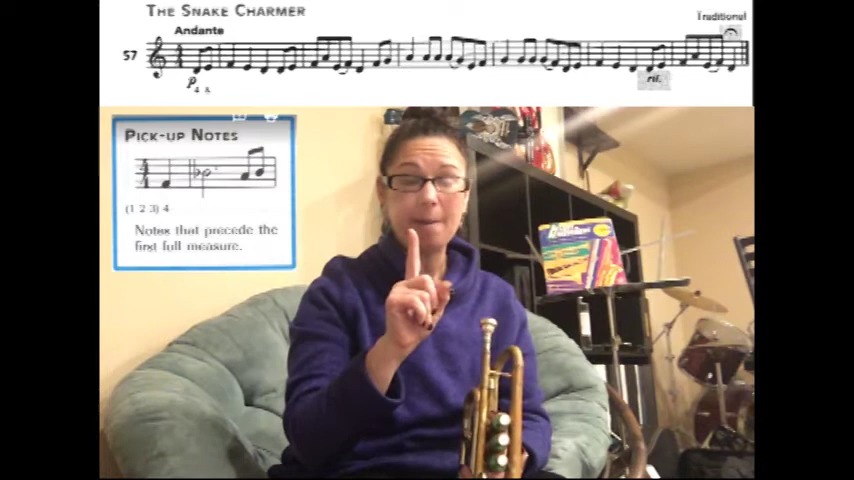 THE SNAKE CHARMER
Andante
Traditional
57
p
4 &
rit.
PICK-UP NOTES
(1 2 3) 4
Notes that precede the
first full measure.